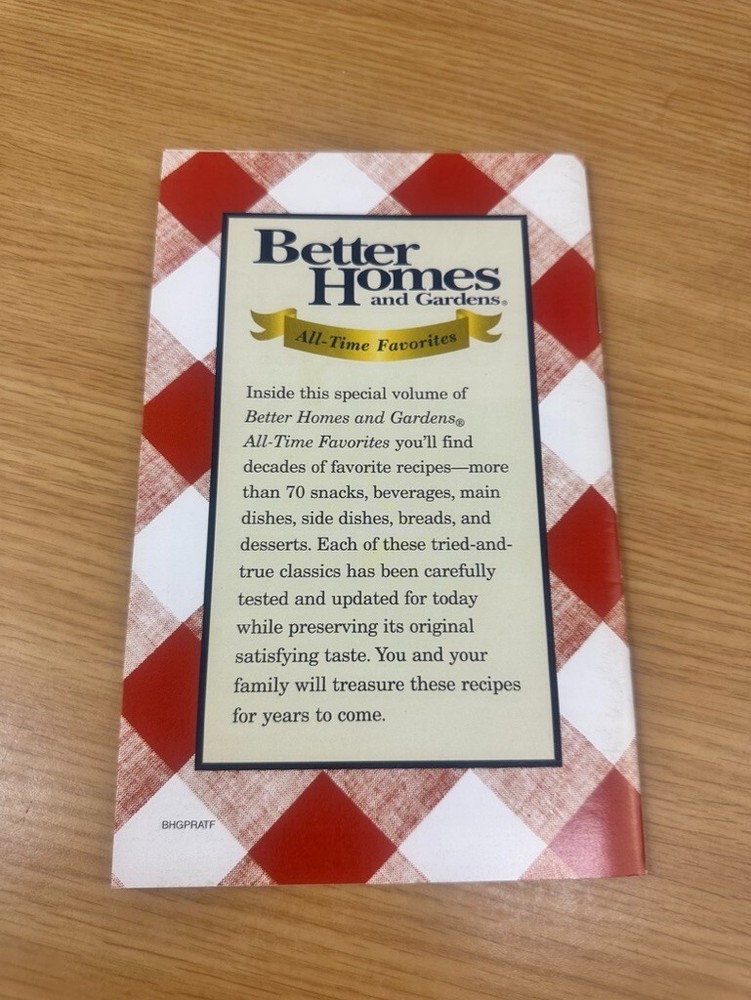 Better
Homes
and Gardens®
All-Time Favorites
Inside this special volume of
Better Homes and Gardens®
All-Time Favorites you'll find
decades of favorite recipes—more
than 70 snacks, beverages, main
dishes, side dishes, breads, and
desserts. Each of these tried-and-
true classics has been carefully
tested and updated for today
while preserving its original
satisfying taste. You and your
family will treasure these recipes
for years to come.
BHGPRATF